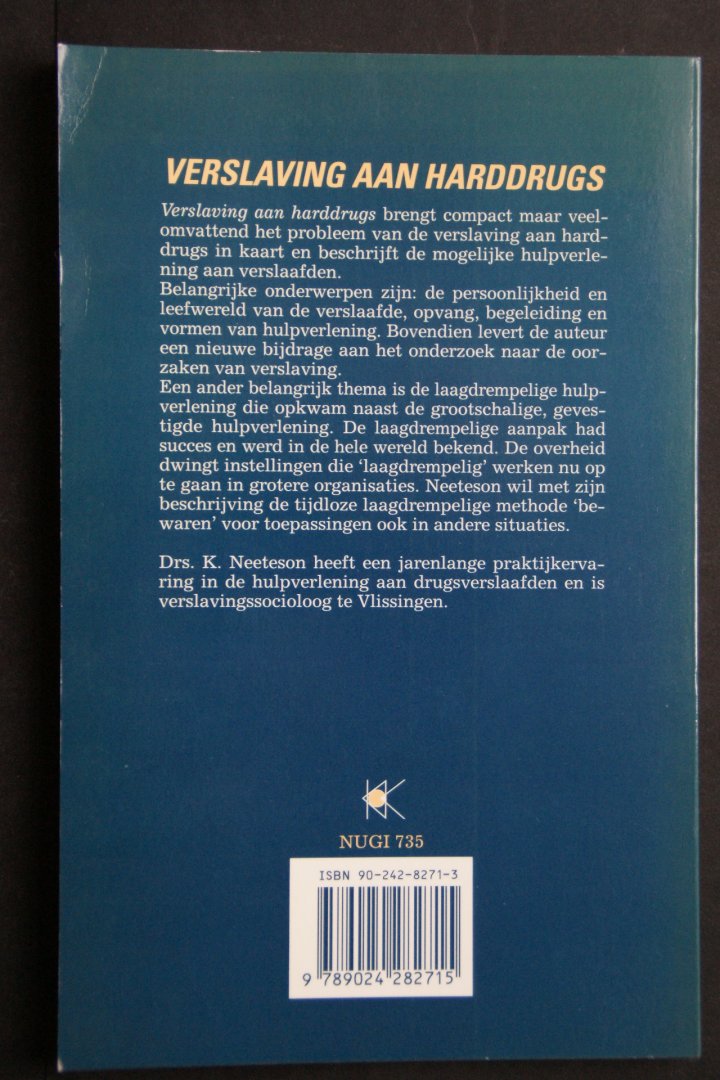 VERSLAVING AAN HARDDRUGS
Verslaving aan harddrugs brengt compact maar veel-
omvattend het probleem van de verslaving aan hard-
drugs in kaart en beschrijft de mogelijke hulpverle-
ning aan verslaafden.
Belangrijke onderwerpen zijn: de persoonlijkheid en
leefwereld van de verslaafde, opvang, begeleiding en
vormen van hulpverlening. Bovendien levert de auteur
een nieuwe bijdrage aan het onderzoek naar de oor-
zaken van verslaving.
Een ander belangrijk thema is de laagdrempelige hulp-
verlening die opkwam naast de grootschalige, geves-
tigde hulpverlening. De laagdrempelige aanpak had
succes en werd in de hele wereld bekend. De overheid
dwingt instellingen die ‘laagdrempelig’ werken nu op
te gaan in grotere organisaties. Neeteson wil met zijn
beschrijving de tijdloze laagdrempelige methode ‘be-
waren’ voor toepassingen ook in andere situaties.
Drs. K. Neeteson heeft een jarenlange praktijkerva-
ring in de hulpverlening aan drugsverslaafden en is
verslavingssocioloog te Vlissingen.
NUGI 735
ISBN 90-242-8271-3
9 789024 282715